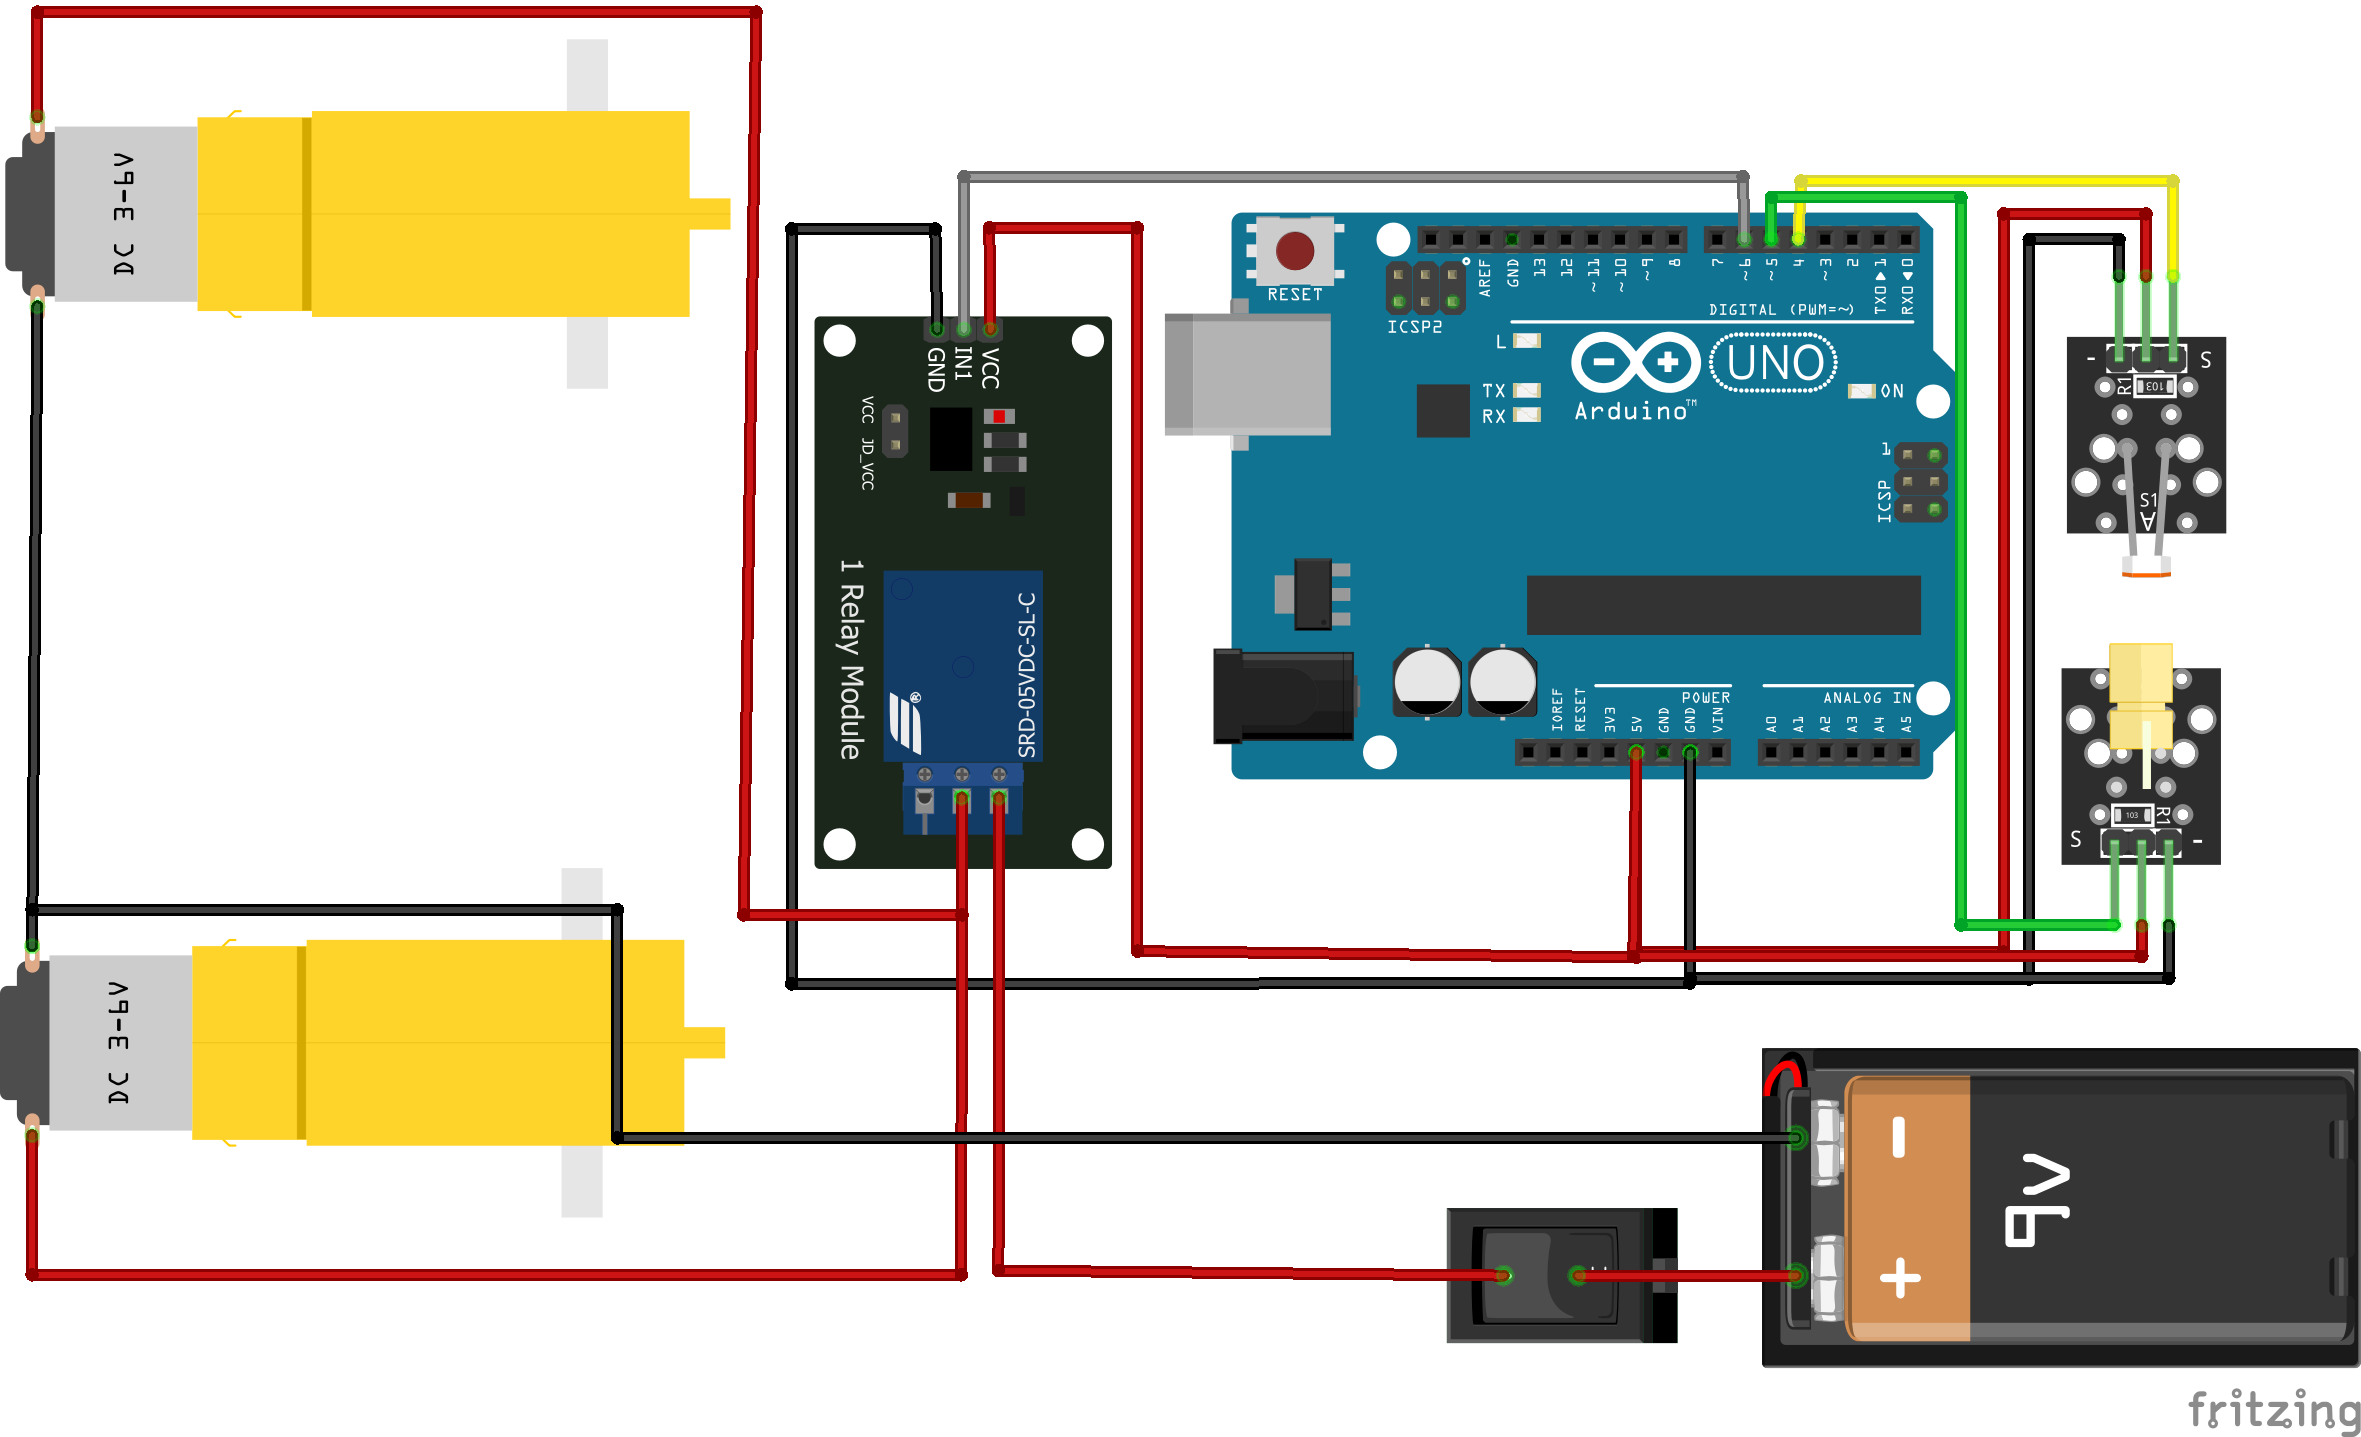 DC 3-6V
DC 3-6V
GND
IN1
VCC
VCC JD_VCC
1 Relay Module
SRD-05VDC-SL-C
®
RESET
ICSP2
AREF
GND
13
12
~11
~10
~9
8
7
~6
~5
4
~3
2
TX0▶1
RX0◀0
DIGITAL (PWM=~)
L
TX
RX
Arduino™
UNO
ON
1
ICSP
IOREF
RESET
3V3
5V
GND
GND
VIN
POWER
A0
A1
A2
A3
A4
A5
ANALOG IN
- S
R1
103
S1
A
103
R1
S -
9V
- +
fritzing